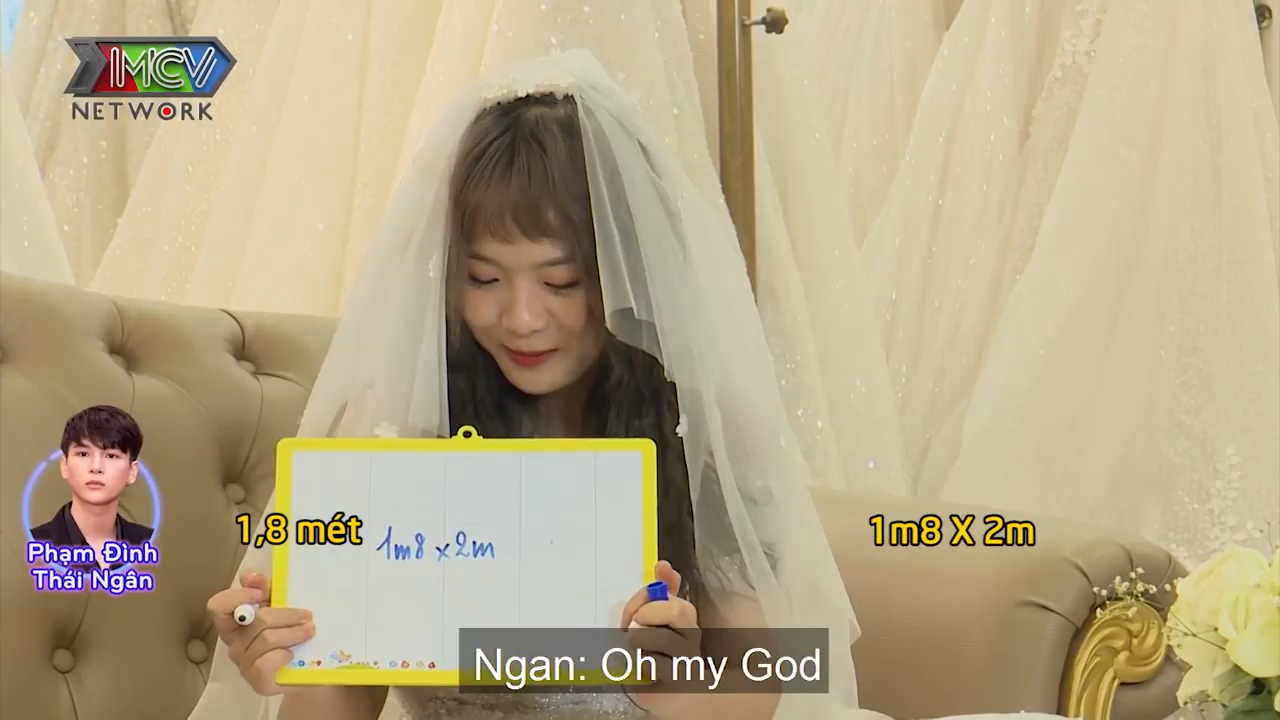 MCV
NETWORK
1,8 mét
1m8 x 2m
1m8 X 2m
Phạm Đình
Thái Ngân
Ngan: Oh my God